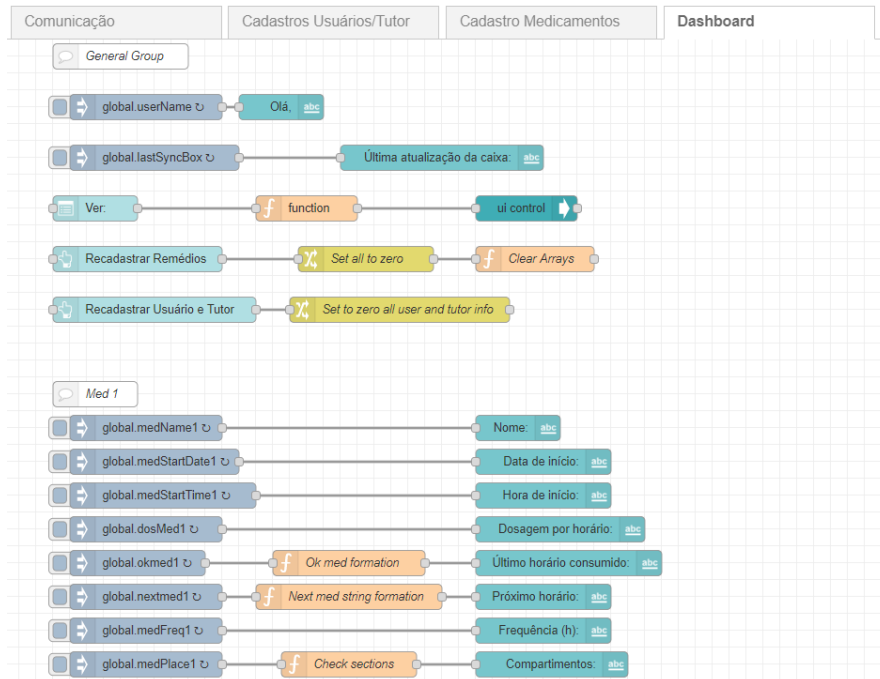 Comunicação
Cadastros Usuários/Tutor
Cadastro Medicamentos
Dashboard
General Group
global.userName ↻
Olá,
abc
global.lastSyncBox ↻
Última atualização da caixa:
abc
Ver:
function
ui control
Recadastrar Remédios
Set all to zero
Clear Arrays
Recadastrar Usuário e Tutor
Set to zero all user and tutor info
Med 1
global.medName1 ↻
Nome:
abc
global.medStartDate1 ↻
Data de início:
abc
global.medStartTime1 ↻
Hora de início:
abc
global.dosMed1 ↻
Dosagem por horário:
abc
global.okmed1 ↻
Ok med formation
Último horário consumido:
abc
global.nextmed1 ↻
Next med string formation
Próximo horário:
abc
global.medFreq1 ↻
Frequência (h):
abc
global.medPlace1 ↻
Check sections
Compartimentos:
abc